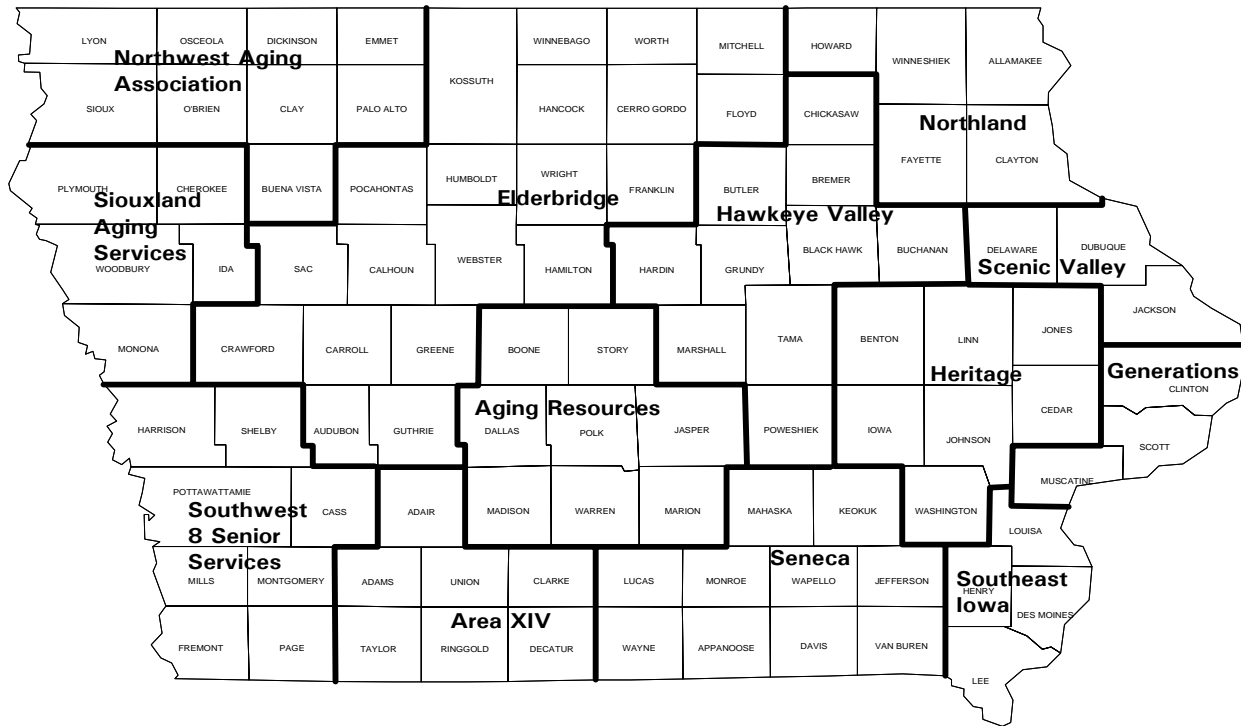 LYON OSCEOLA DICKINSON EMMET WINNEBAGO WORTH MITCHELL HOWARD
Northwest Aging
Association
WINNESHIEK ALLAMAKEE
KOSSUTH
SIOUX O'BRIEN CLAY PALO ALTO HANCOCK CERRO GORDO FLOYD CHICKASAW
Northland
FAYETTE CLAYTON
PLYMOUTH CHEROKEE BUENA VISTA POCAHONTAS HUMBOLDT WRIGHT FRANKLIN BUTLER BREMER
Siouxland
Aging
Services
Elderbridge
Hawkeye Valley
WOODBURY IDA SAC CALHOUN WEBSTER HAMILTON HARDIN GRUNDY BLACK HAWK BUCHANAN DELAWARE DUBUQUE
Scenic Valley
JACKSON
MONONA CRAWFORD CARROLL GREENE BOONE STORY MARSHALL TAMA BENTON LINN JONES
Heritage
Generations
CLINTON
HARRISON SHELBY AUDUBON GUTHRIE DALLAS POLK JASPER POWESHIEK IOWA JOHNSON CEDAR
Aging Resources
SCOTT
MUSCATINE
POTTAWATTAMIE CASS ADAIR MADISON WARREN MARION MAHASKA KEOKUK WASHINGTON LOUISA
Southwest
8 Senior
Services
Seneca
MILLS MONTGOMERY ADAMS UNION CLARKE LUCAS MONROE WAPELLO JEFFERSON HENRY DES MOINES
Southeast
Iowa
Area XIV
FREMONT PAGE TAYLOR RINGGOLD DECATUR WAYNE APPANOOSE DAVIS VAN BUREN LEE